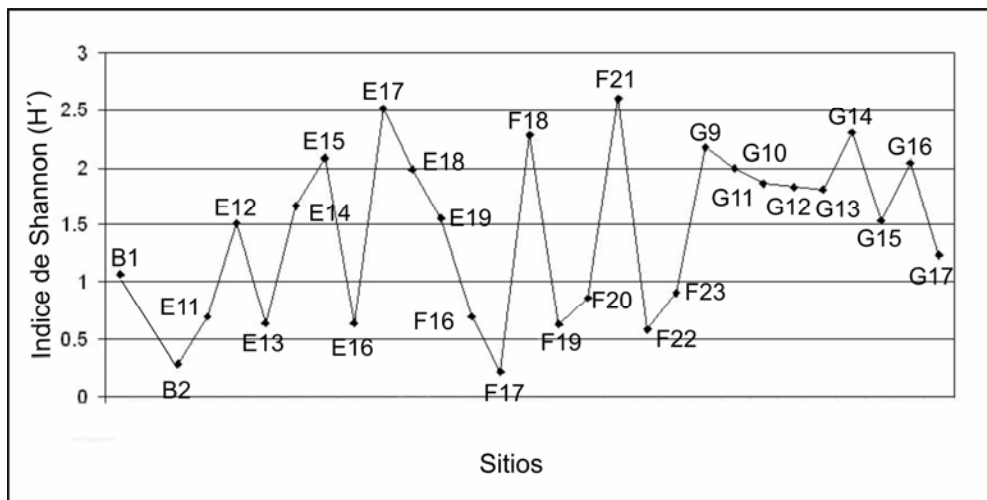 Indice de Shannon (H´)
3
2.5
2
1.5
1
0.5
0
B1
B2
E11
E12
E13
E14
E15
E16
E17
E18
E19
F16
F17
F18
F19
F20
F21
F22
F23
G9
G10
G11
G12
G13
G14
G15
G16
G17
Sitios